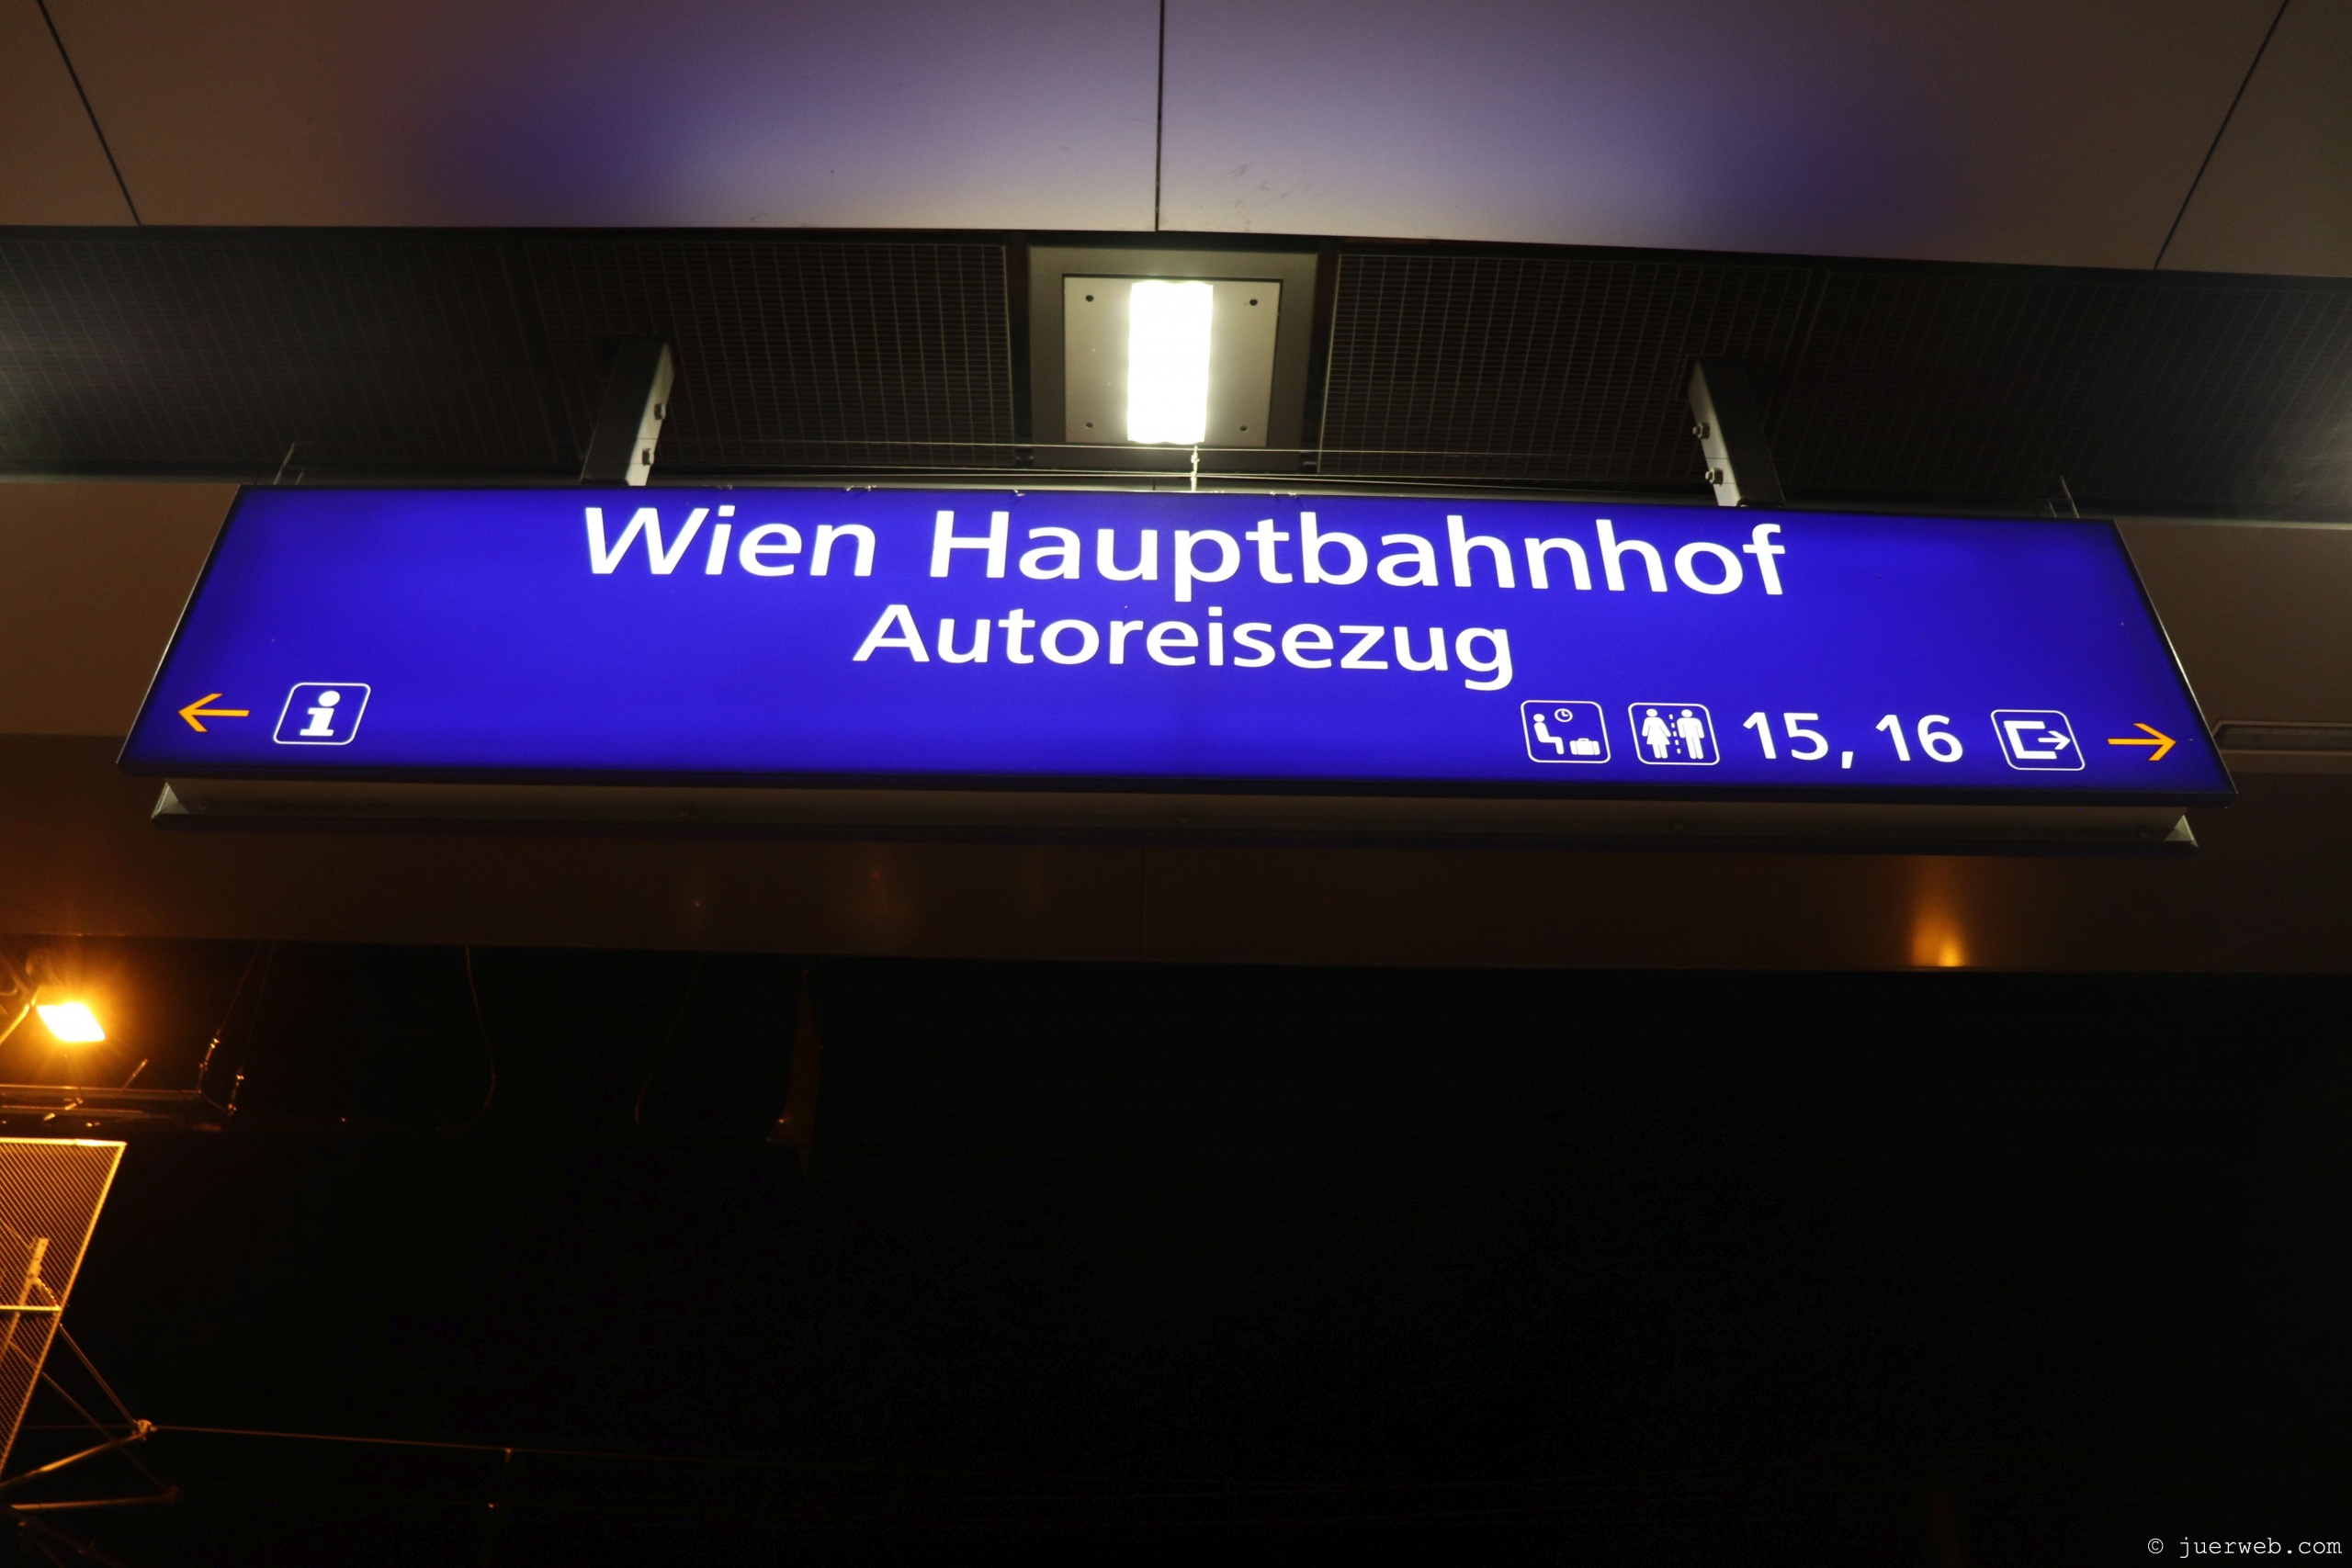 Wien Hauptbahnhof
Autoreisezug
15, 16
© juerweb.com